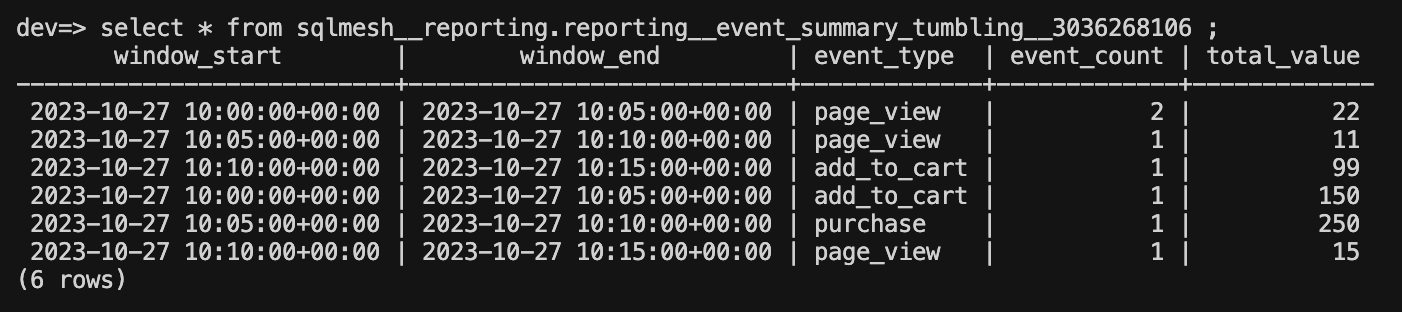 dev=> select * from sqlmesh__reporting.reporting__event_summary_tumbling__3036268106 ;
       window_start        |        window_end         | event_type  | event_count | total_value
---------------------------+---------------------------+-------------+-------------+-------------
 2023-10-27 10:00:00+00:00 | 2023-10-27 10:05:00+00:00 | page_view   |           2 |          22
 2023-10-27 10:05:00+00:00 | 2023-10-27 10:10:00+00:00 | page_view   |           1 |          11
 2023-10-27 10:10:00+00:00 | 2023-10-27 10:15:00+00:00 | add_to_cart |           1 |          99
 2023-10-27 10:00:00+00:00 | 2023-10-27 10:05:00+00:00 | add_to_cart |           1 |         150
 2023-10-27 10:05:00+00:00 | 2023-10-27 10:10:00+00:00 | purchase    |           1 |         250
 2023-10-27 10:10:00+00:00 | 2023-10-27 10:15:00+00:00 | page_view   |           1 |          15
(6 rows)